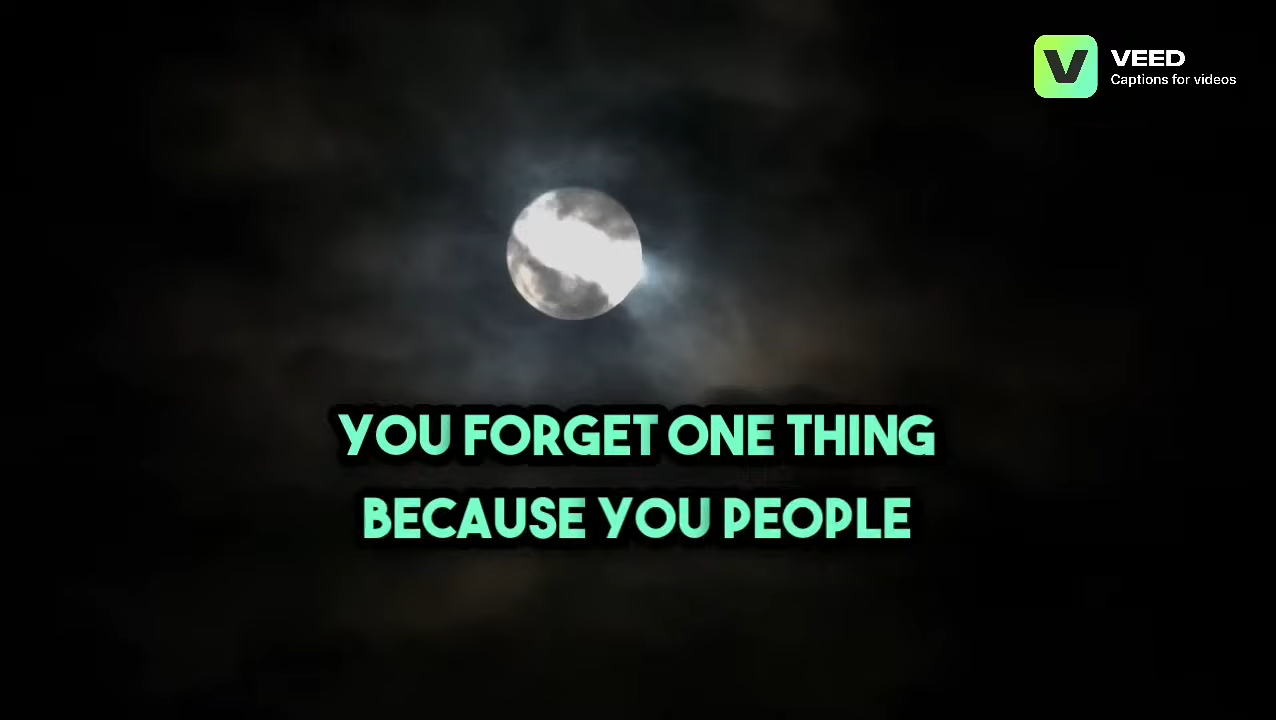 VEED
Captions for videos
YOU FORGET ONE THING
BECAUSE YOU PEOPLE